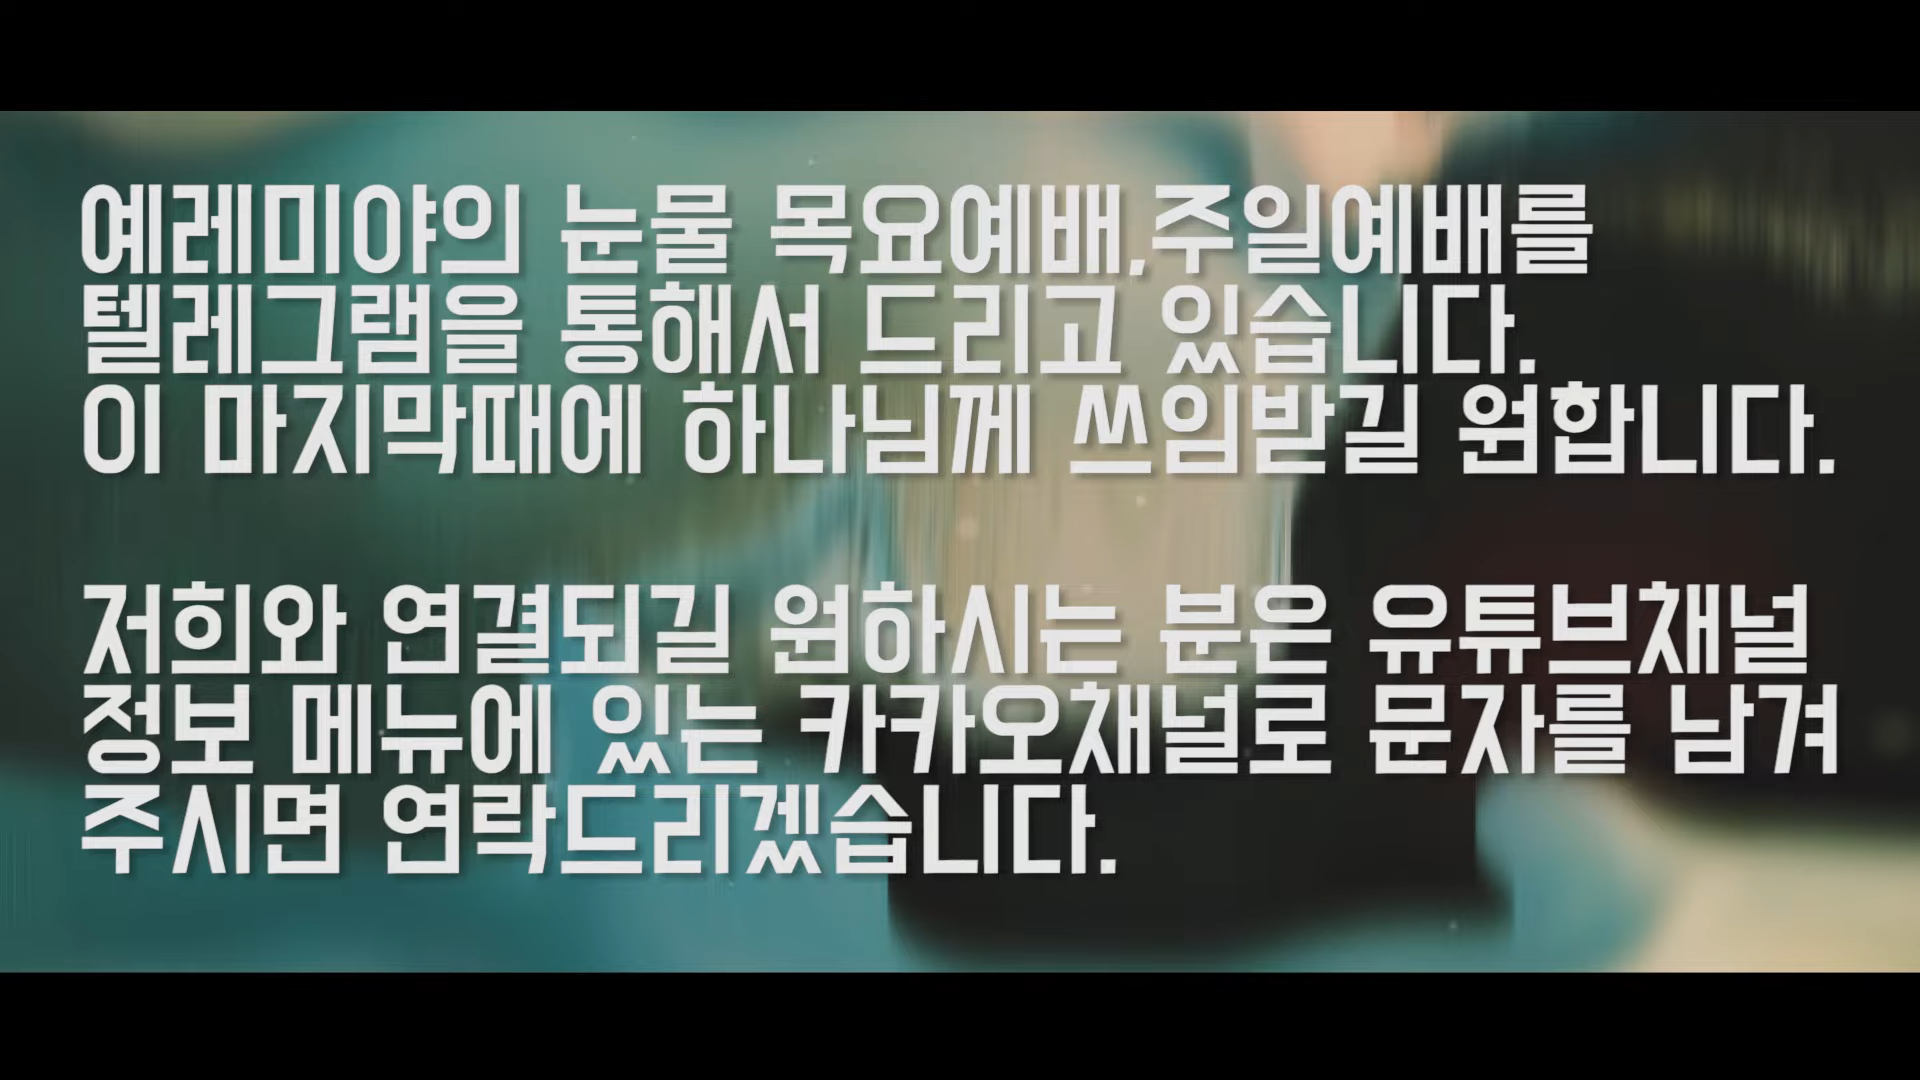 예레미야의 눈물 목요예배,주일예배를
텔레그램을 통해서 드리고 있습니다.
이 마지막때에 하나님께 쓰임받길 원합니다.
저희와 연결되길 원하시는 분은 유튜브채널
정보 메뉴에 있는 카카오채널로 문자를 남겨
주시면 연락드리겠습니다.